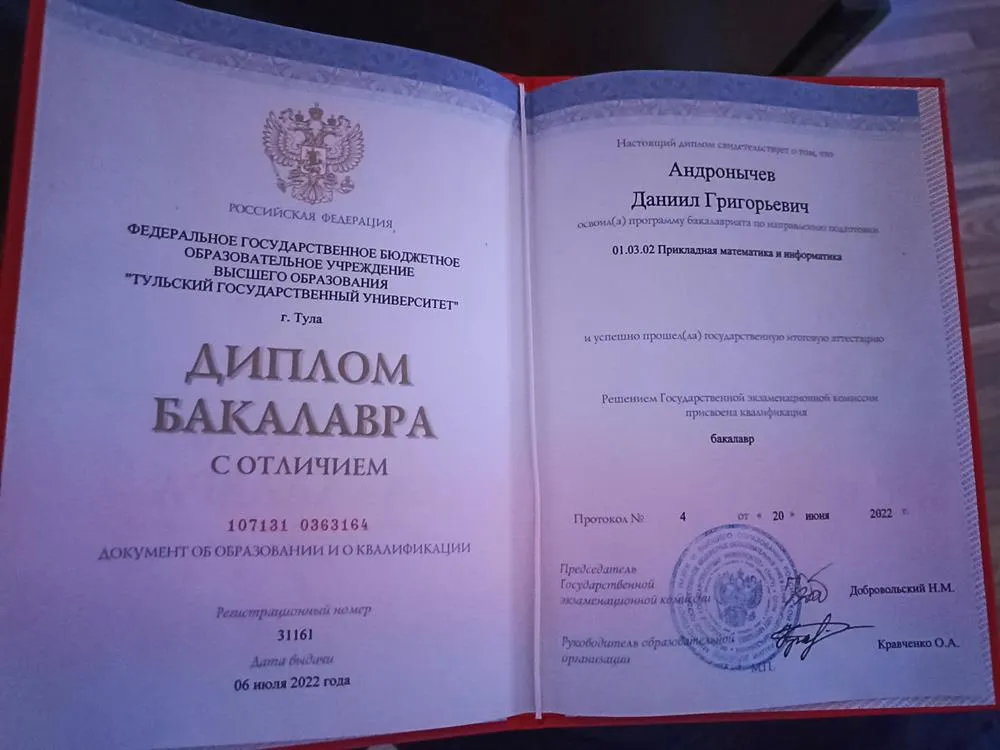 РОССИЙСКАЯ ФЕДЕРАЦИЯ
ФЕДЕРАЛЬНОЕ ГОСУДАРСТВЕННОЕ БЮДЖЕТНОЕ
ОБРАЗОВАТЕЛЬНОЕ УЧРЕЖДЕНИЕ
ВЫСШЕГО ОБРАЗОВАНИЯ
"ТУЛЬСКИЙ ГОСУДАРСТВЕННЫЙ УНИВЕРСИТЕТ"
г. Тула
ДИПЛОМ
БАКАЛАВРА
С ОТЛИЧИЕМ
107131 0363164
ДОКУМЕНТ ОБ ОБРАЗОВАНИИ И О КВАЛИФИКАЦИИ
Регистрационный номер
31161
Дата выдачи
06 июля 2022 года
Настоящий диплом свидетельствует о том, что
Андронычев
Даниил Григорьевич
освоил(а) программу бакалавриата по направлению подготовки
01.03.02 Прикладная математика и информатика
и успешно прошел(ла) государственную итоговую аттестацию
Решением Государственной экзаменационной комиссии
присвоена квалификация
бакалавр
Протокол № 4 от « 20 » июня 2022 г.
Председатель
Государственной
экзаменационной комиссии Добровольский Н.М.
Руководитель образовательной
организации Кравченко О.А.
М.П.